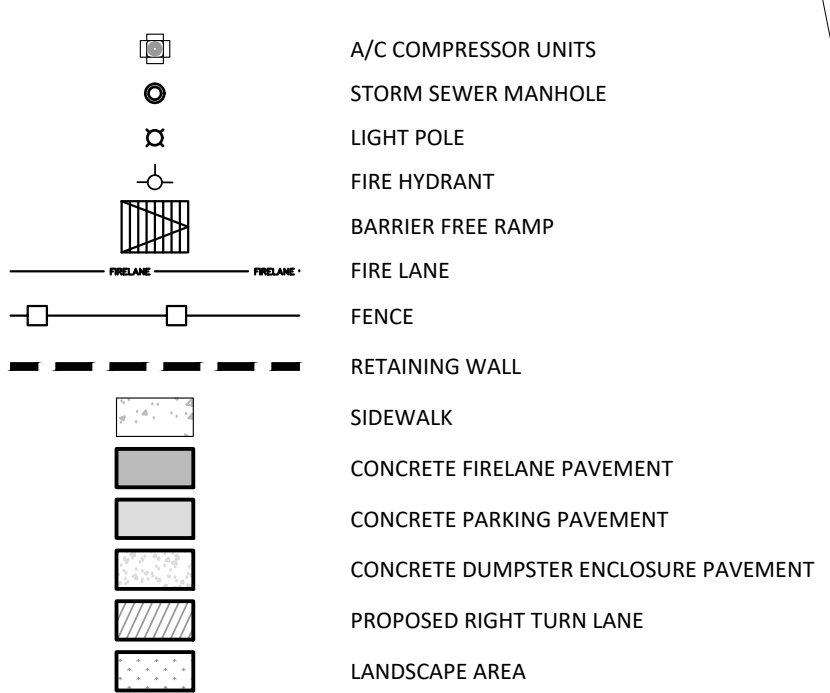 A/C COMPRESSOR UNITS
STORM SEWER MANHOLE
LIGHT POLE
FIRE HYDRANT
BARRIER FREE RAMP
FIRELANE FIRELANE FIRE LANE
FENCE
RETAINING WALL
SIDEWALK
CONCRETE FIRELANE PAVEMENT
CONCRETE PARKING PAVEMENT
CONCRETE DUMPSTER ENCLOSURE PAVEMENT
PROPOSED RIGHT TURN LANE
LANDSCAPE AREA